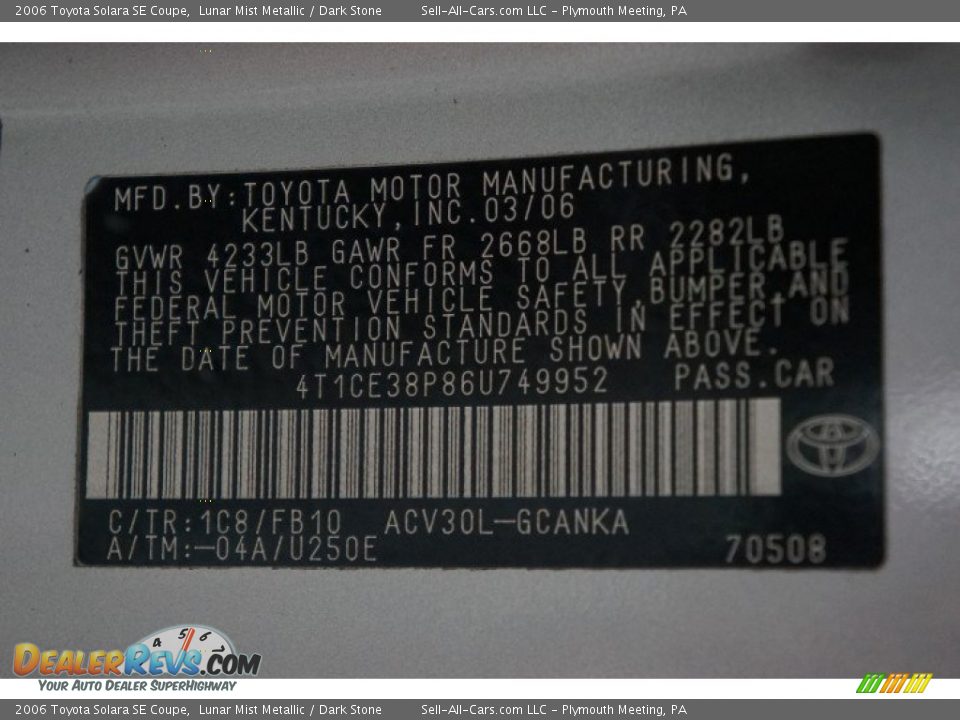 2006 Toyota Solara SE Coupe, Lunar Mist Metallic / Dark Stone Sell-All-Cars.com LLC - Plymouth Meeting, PA
MFD.BY:TOYOTA MOTOR MANUFACTURING,
KENTUCKY,INC.03/06
GVWR 4233LB GAWR FR 2668LB RR 2282LB
THIS VEHICLE CONFORMS TO ALL APPLICABLE
FEDERAL MOTOR VEHICLE SAFETY,BUMPER,AND
THEFT PREVENTION STANDARDS IN EFFECT ON
THE DATE OF MANUFACTURE SHOWN ABOVE.
4T1CE38P86U749952 PASS.CAR
C/TR:1C8/FB10 ACV30L-GCANKA
A/TM:-04A/U250E 70508
4 5 6 7
DEALERREVS.COM
YOUR AUTO DEALER SUPERHIGHWAY
2006 Toyota Solara SE Coupe, Lunar Mist Metallic / Dark Stone Sell-All-Cars.com LLC - Plymouth Meeting, PA